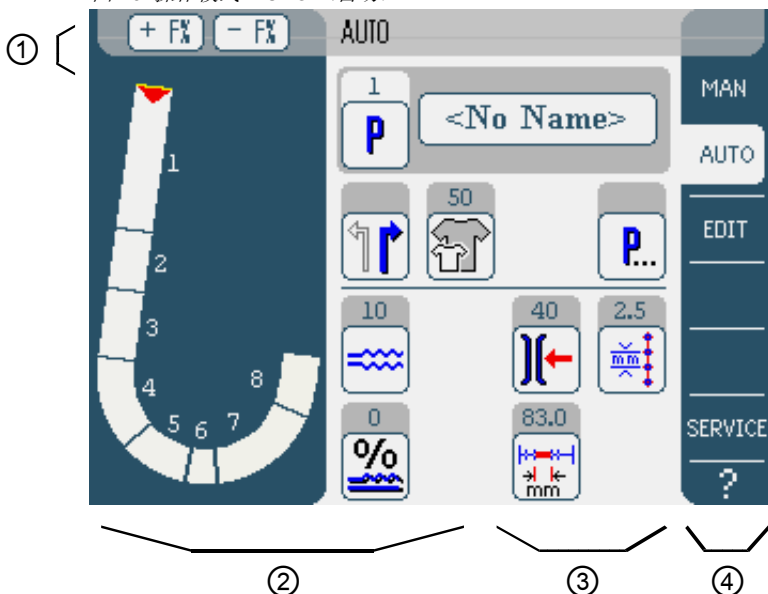 + F% - F% AUTO
①
1
<No Name>
P
MAN
AUTO
EDIT
SERVICE
?
50
P...
10 40 2.5
mm
0 83.0
%
mm
1
2
3
4
5
6
7
8
② ③ ④